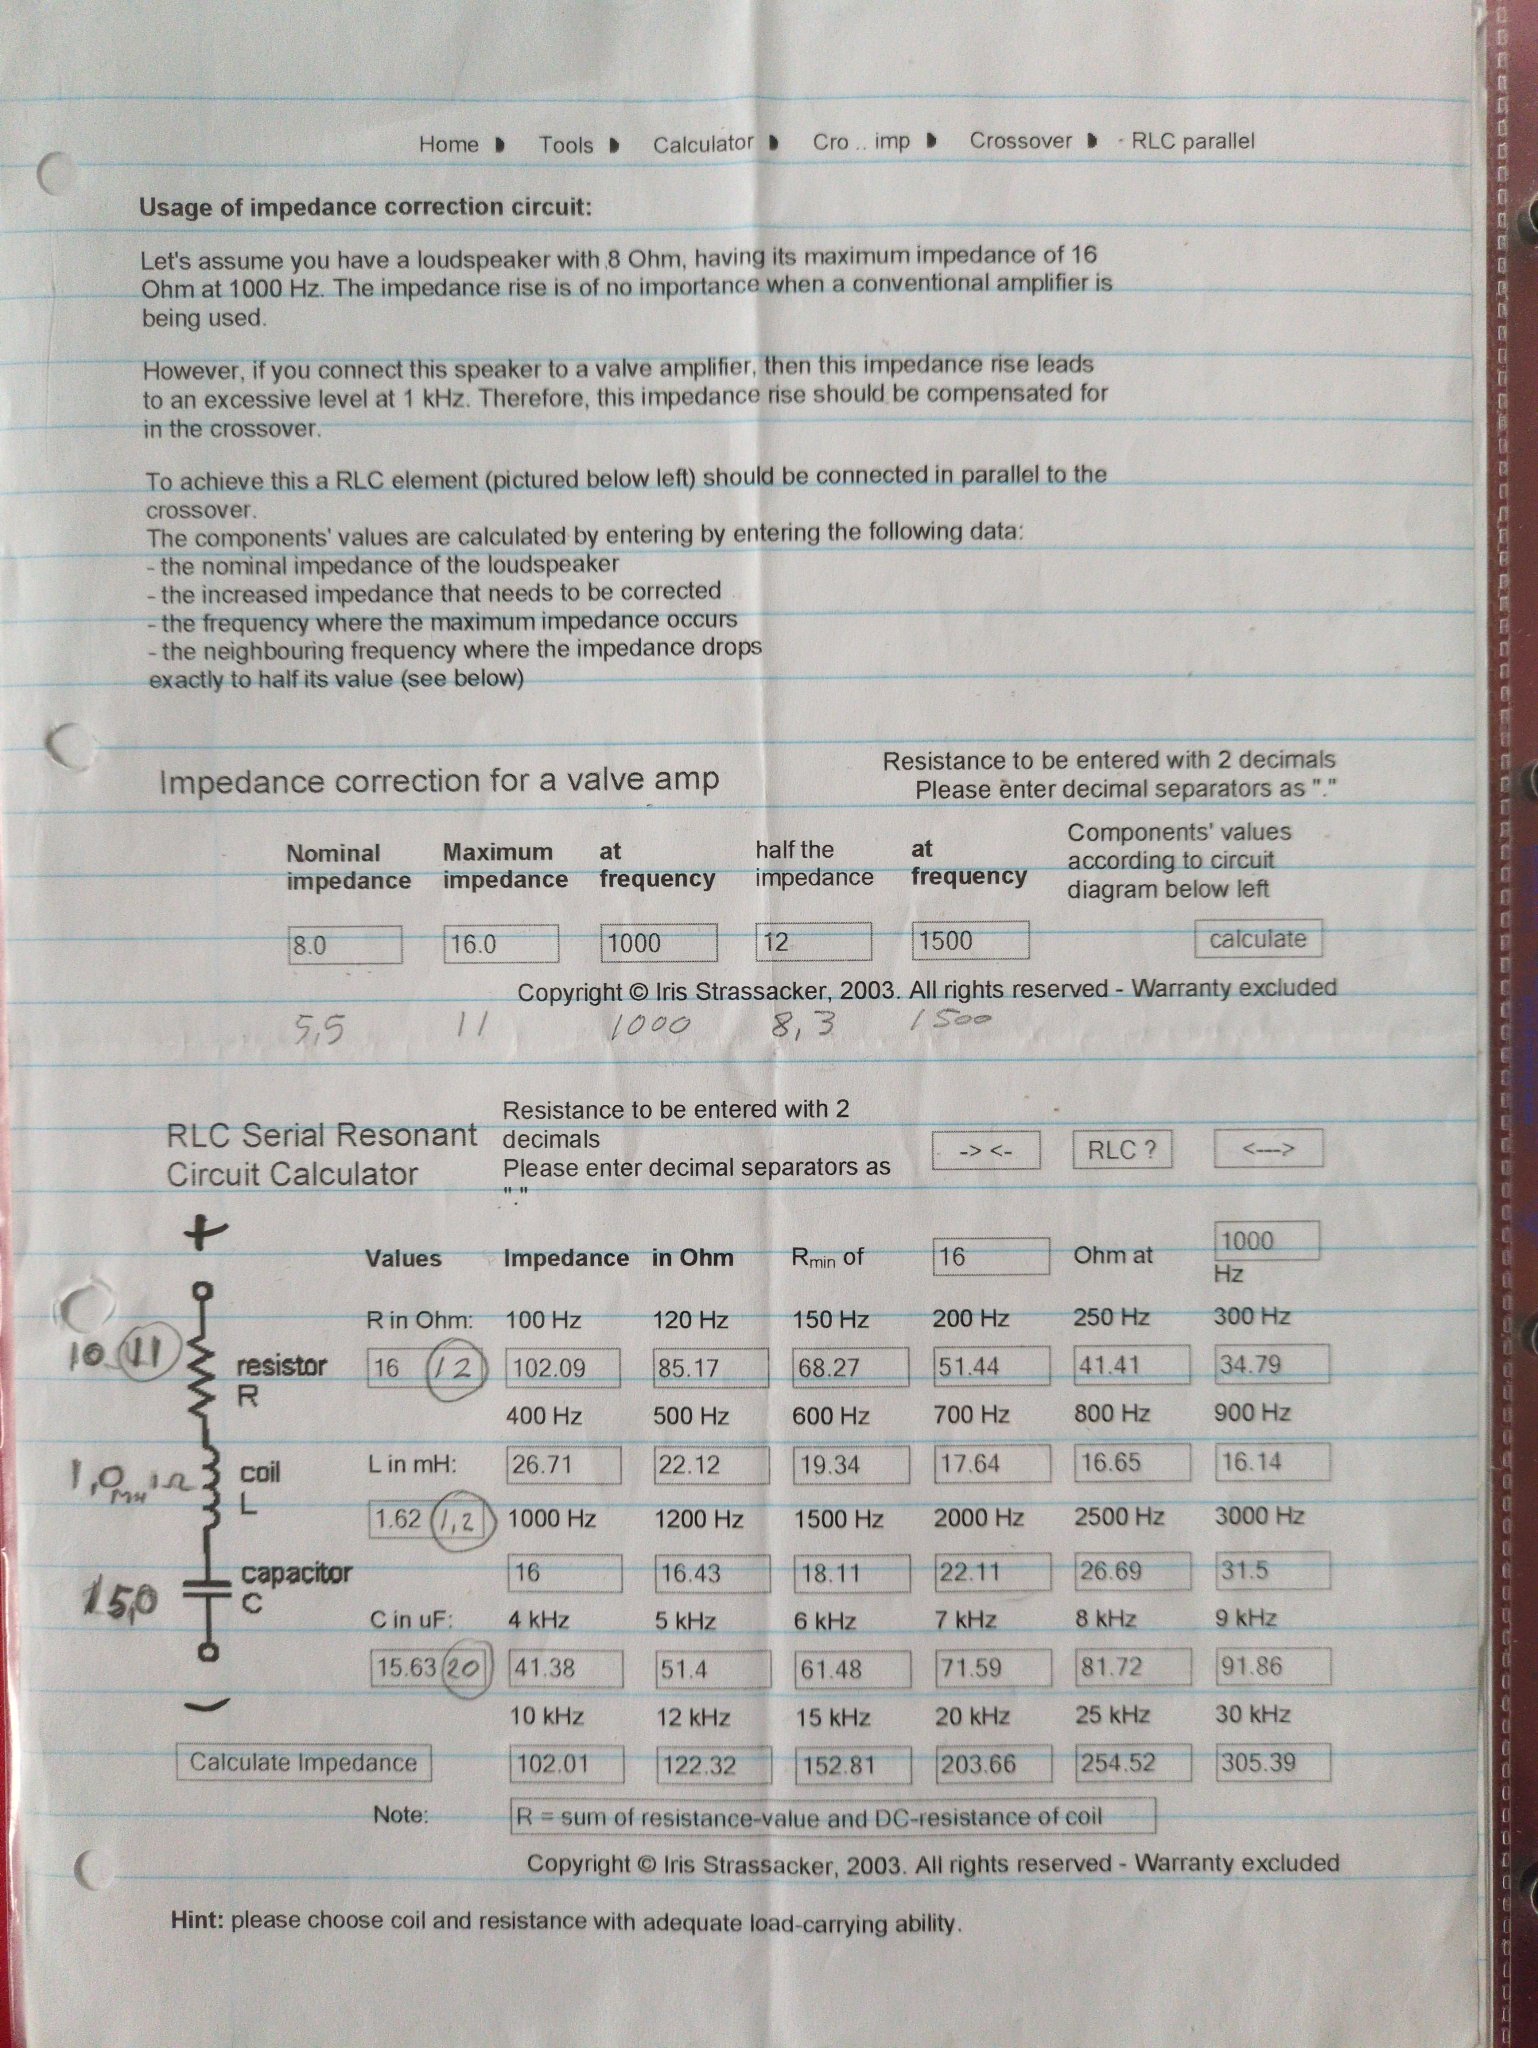 Home Tools Calculator Cro .. imp Crossover - RLC parallel
Usage of impedance correction circuit:
Let's assume you have a loudspeaker with 8 Ohm, having its maximum impedance of 16
Ohm at 1000 Hz. The impedance rise is of no importance when a conventional amplifier is
being used.
However, if you connect this speaker to a valve amplifier, then this impedance rise leads
to an excessive level at 1 kHz. Therefore, this impedance rise should be compensated for
in the crossover.
To achieve this a RLC element (pictured below left) should be connected in parallel to the
crossover.
The components' values are calculated by entering by entering the following data:
- the nominal impedance of the loudspeaker
- the increased impedance that needs to be corrected
- the frequency where the maximum impedance occurs
- the neighbouring frequency where the impedance drops
exactly to half its value (see below)
Impedance correction for a valve amp
Resistance to be entered with 2 decimals
Please enter decimal separators as "."
Nominal impedance
Maximum impedance
at frequency
half the impedance
at frequency
Components' values
according to circuit
diagram below left
8.0 16.0 1000 12 1500 calculate
Copyright © Iris Strassacker, 2003. All rights reserved - Warranty excluded
5,5 11 1000 8,3 1500
RLC Serial Resonant
Circuit Calculator
Resistance to be entered with 2
decimals
Please enter decimal separators as
"."
-> <- RLC ? <--->
+
Values Impedance in Ohm Rmin of 16 Ohm at 1000
Hz
R in Ohm: 100 Hz 120 Hz 150 Hz 200 Hz 250 Hz 300 Hz
10 11 resistor 16 12 102.09 85.17 68.27 51.44 41.41 34.79
R
400 Hz 500 Hz 600 Hz 700 Hz 800 Hz 900 Hz
1,0 MH 1Ω coil L in mH: 26.71 22.12 19.34 17.64 16.65 16.14
L
1.62 1,2 1000 Hz 1200 Hz 1500 Hz 2000 Hz 2500 Hz 3000 Hz
15,0 capacitor 16 16.43 18.11 22.11 26.69 31.5
C
C in uF: 4 kHz 5 kHz 6 kHz 7 kHz 8 kHz 9 kHz
15.63 20 41.38 51.4 61.48 71.59 81.72 91.86
–
10 kHz 12 kHz 15 kHz 20 kHz 25 kHz 30 kHz
Calculate Impedance 102.01 122.32 152.81 203.66 254.52 305.39
Note: R = sum of resistance-value and DC-resistance of coil
Copyright © Iris Strassacker, 2003. All rights reserved - Warranty excluded
Hint: please choose coil and resistance with adequate load-carrying ability.